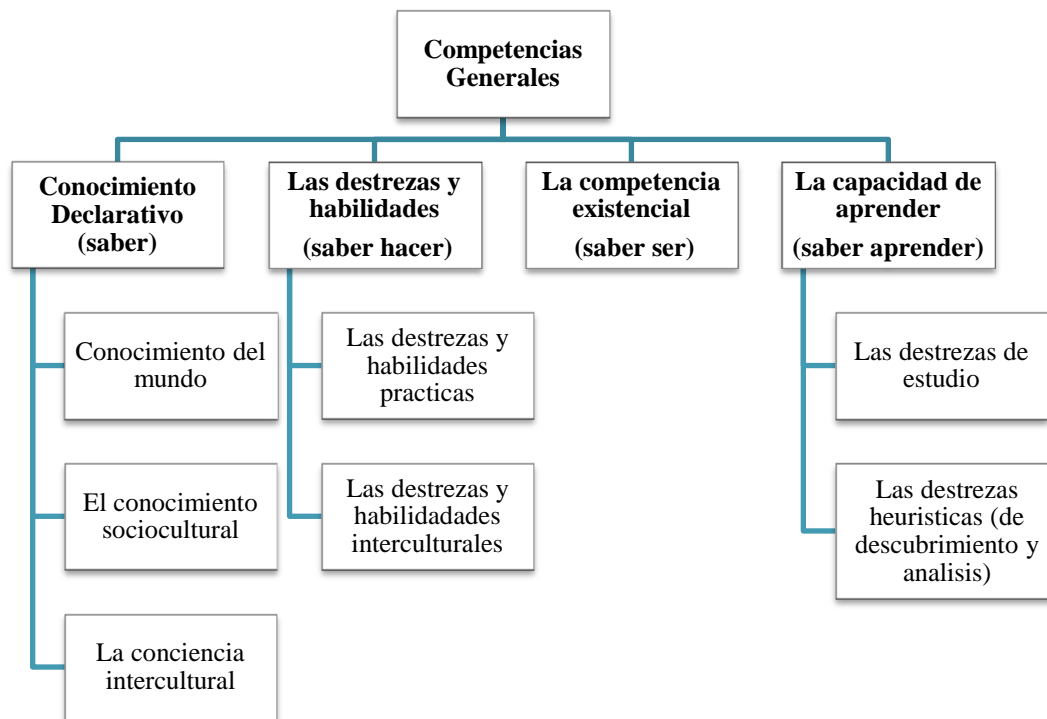 Competencias
Generales
Conocimiento
Declarativo
(saber)
Las destrezas y
habilidades
(saber hacer)
La competencia
existencial
(saber ser)
La capacidad de
aprender
(saber aprender)
Conocimiento del
mundo
El conocimiento
sociocultural
La conciencia
intercultural
Las destrezas y
habilidades
practicas
Las destrezas y
habilidadades
interculturales
Las destrezas de
estudio
Las destrezas
heuristicas (de
descubrimiento y
analisis)